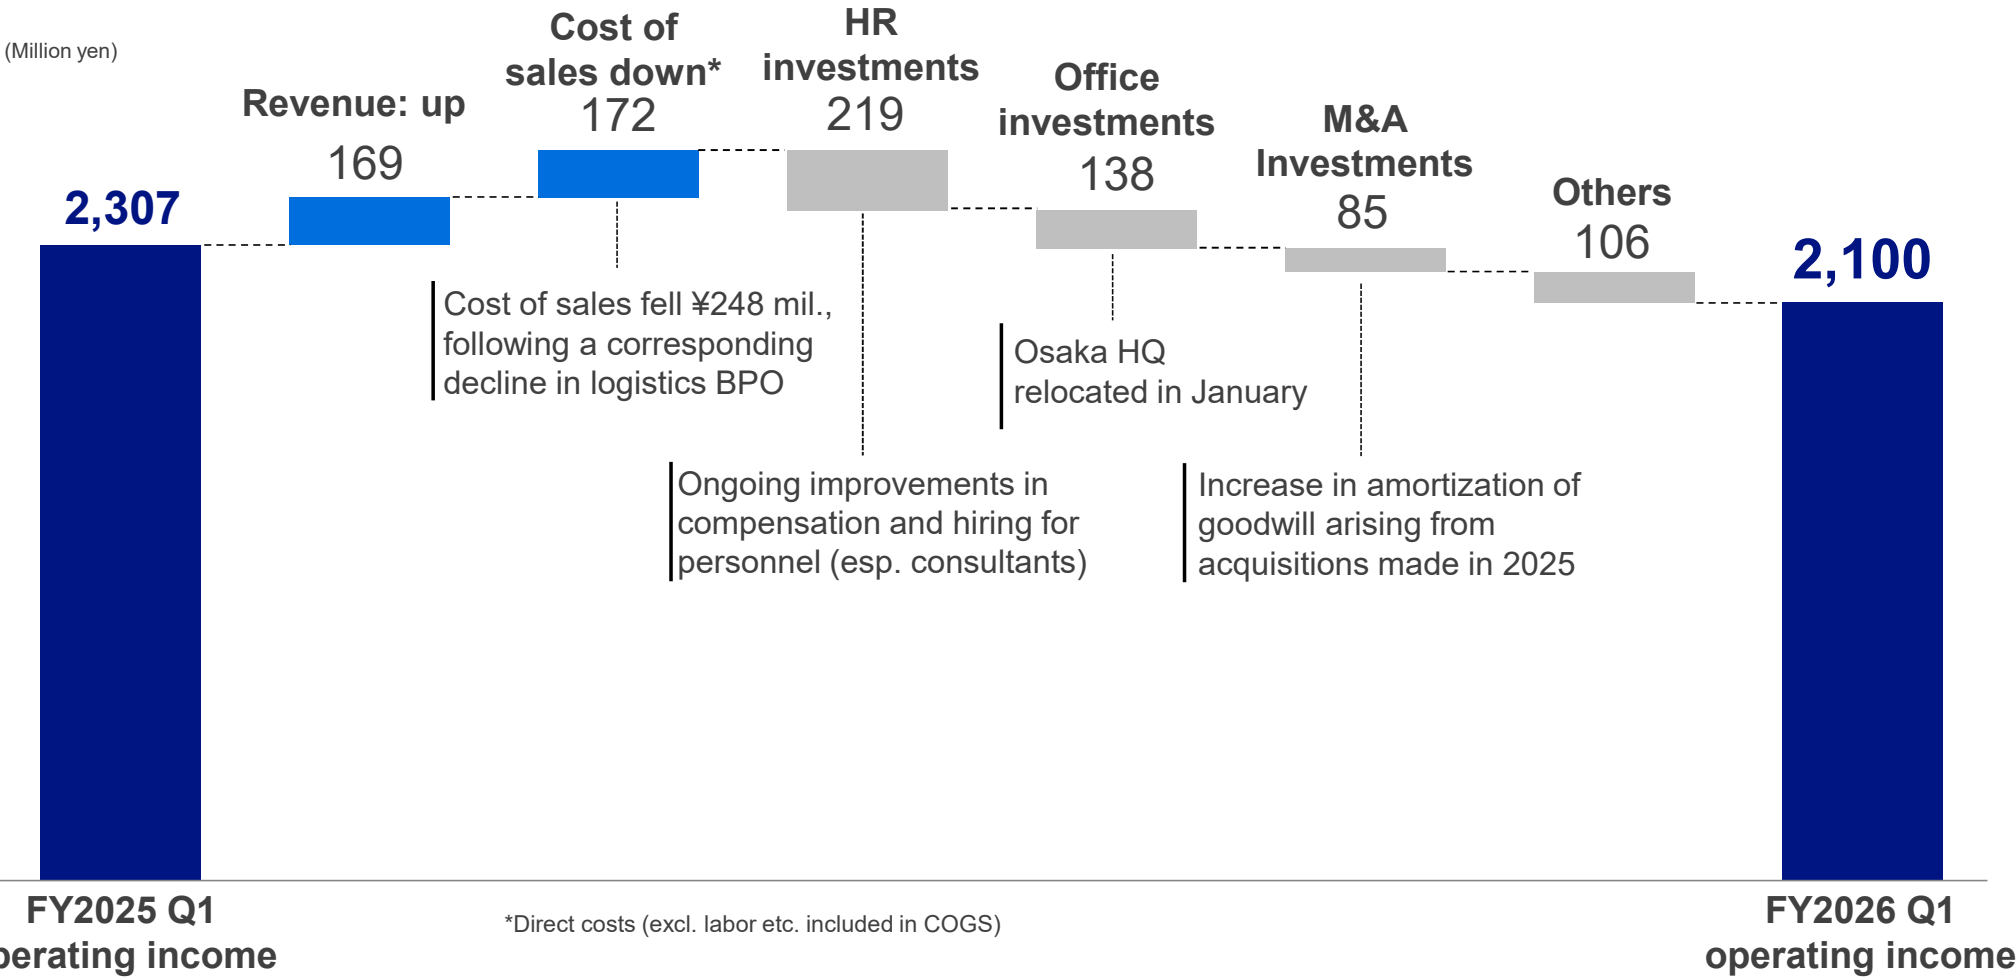 (Million yen)
2,307
Revenue: up
169
Cost of
sales down*
172
HR
investments
219
Office
investments
138
M&A
Investments
85
Others
106
2,100
Cost of sales fell ¥248 mil.,
following a corresponding
decline in logistics BPO
Osaka HQ
relocated in January
Ongoing improvements in
compensation and hiring for
personnel (esp. consultants)
Increase in amortization of
goodwill arising from
acquisitions made in 2025
FY2025 Q1
perating income
*Direct costs (excl. labor etc. included in COGS)
FY2026 Q1
operating income